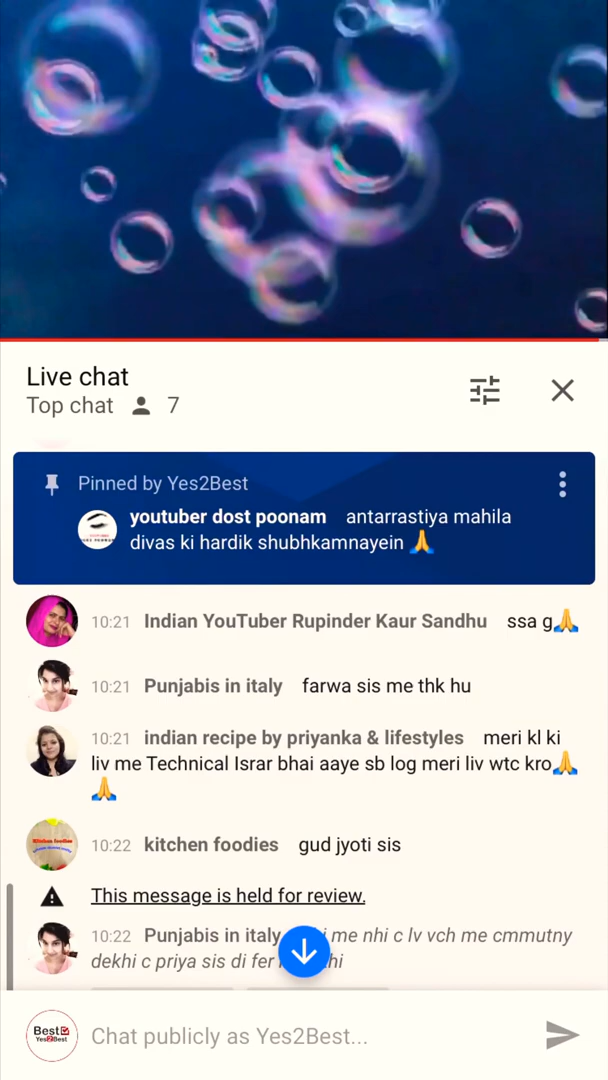 Live chat
Top chat 7
Pinned by Yes2Best
youtuber dost poonam antarrastiya mahila
divas ki hardik shubhkamnayein 🙏
10:21 Indian YouTuber Rupinder Kaur Sandhu ssa g🙏
10:21 Punjabis in italy farwa sis me thk hu
10:21 indian recipe by priyanka & lifestyles meri kl ki
liv me Technical Israr bhai aaye sb log meri liv wtc kro🙏
🙏
10:22 kitchen foodies gud jyoti sis
This message is held for review.
10:22 Punjabis in italy me nhi c lv vch me cmmutny
dekhi c priya sis di fer
Best
Yes2Best
Chat publicly as Yes2Best...